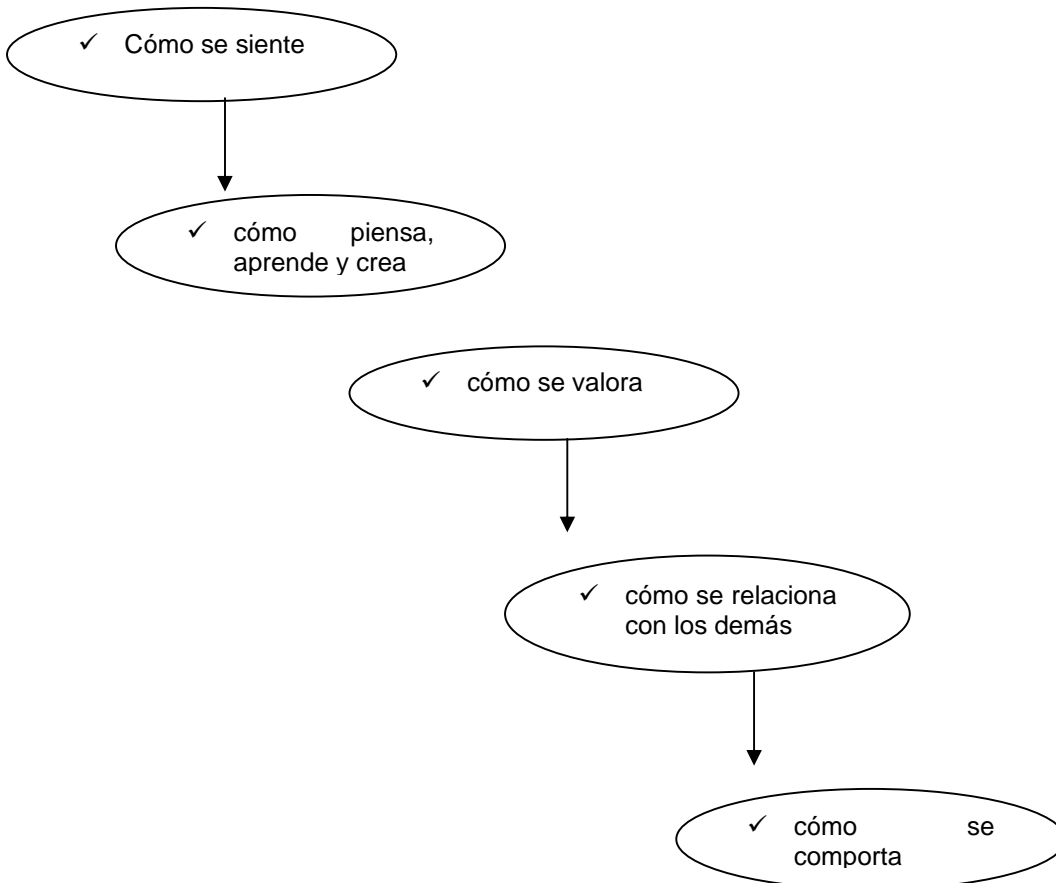 ✓ Cómo se siente
✓ cómo piensa,
aprende y crea
✓ cómo se valora
✓ cómo se relaciona
con los demás
✓ cómo se
comporta